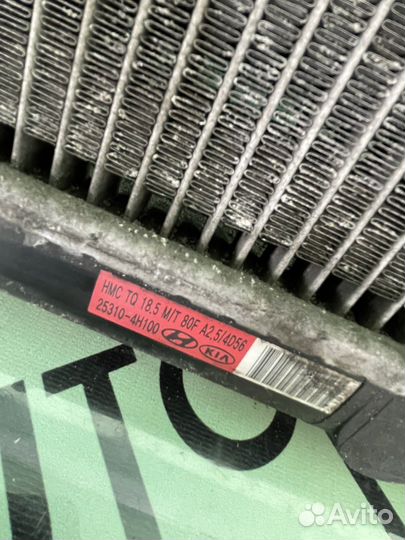 HMC TQ 18.5 M/T 80F A2.5/4D56
25310-4H100 KIA
Avito